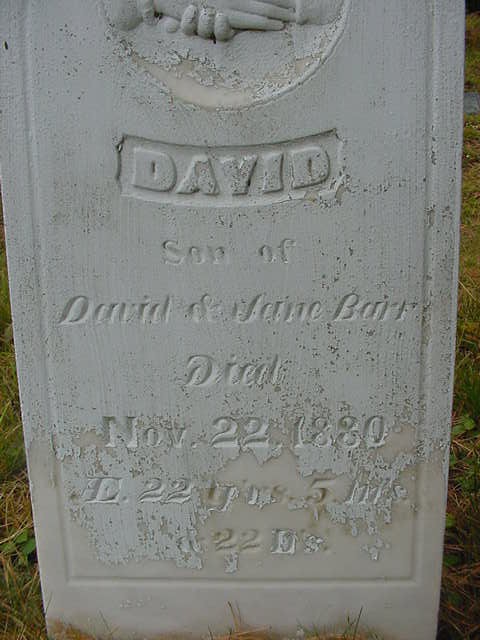 DAVID
Son of
David & Jane Barr
Died
Nov. 22, 1880
Æ. 22 yrs. 5 Ms.
& 22 Ds.